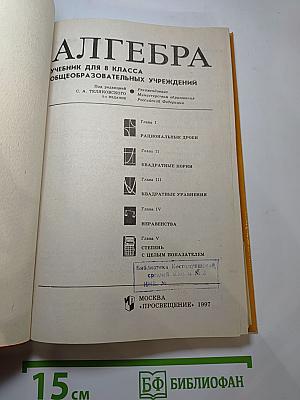 АЛГЕБРА
УЧЕБНИК ДЛЯ 8 КЛАССА
ОБЩЕОБРАЗОВАТЕЛЬНЫХ УЧРЕЖДЕНИЙ
Под редакцией
С. А. ТЕЛЯКОВСКОГО
Рекомендовано
Министерством образования
Российской Федерации
Глава I
РАЦИОНАЛЬНЫЕ ДРОБИ
Глава II
КВАДРАТНЫЕ КОРНИ
Глава III
КВАДРАТНЫЕ УРАВНЕНИЯ
Глава IV
НЕРАВЕНСТВА
Глава V
СТЕПЕНЬ
С ЦЕЛЫМ ПОКАЗАТЕЛЕМ
Библиотека
МОСКВА
«ПРОСВЕЩЕНИЕ» 1997
15 СМ
БФ БИБЛИОФАН